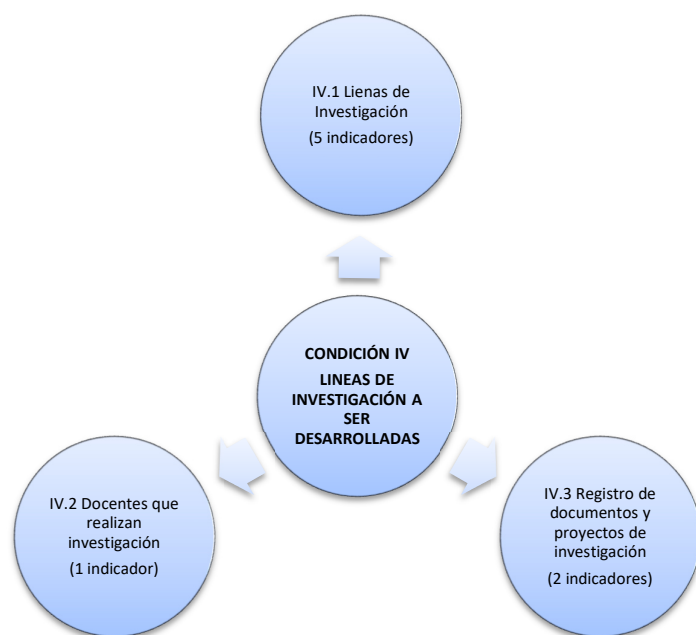 IV.1 Lienas de
Investigación
(5 indicadores)
CONDICIÓN IV
LINEAS DE
INVESTIGACIÓN A
SER
DESARROLLADAS
IV.2 Docentes que
realizan
investigación
(1 indicador)
IV.3 Registro de
documentos y
proyectos de
investigación
(2 indicadores)